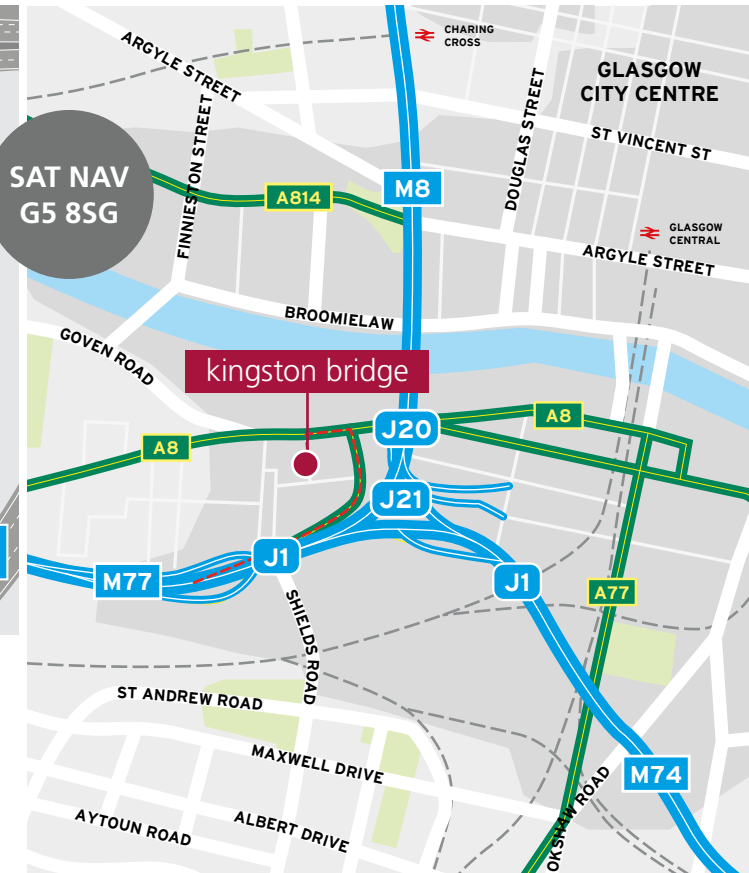 CHARING
CROSS
ARGYLE STREET
GLASGOW
CITY CENTRE
DOUGLAS STREET
ST VINCENT ST
FINNIESTON STREET
SAT NAV
G5 8SG
M8
A814
GLASGOW
CENTRAL
ARGYLE STREET
BROOMIELAW
GOVEN ROAD
kingston bridge
A8
J20
A8
J21
J1
M77
J1
A77
SHIELDS ROAD
ST ANDREW ROAD
MAXWELL DRIVE
M74
OKSHAW ROAD
AYTOUN ROAD
ALBERT DRIVE